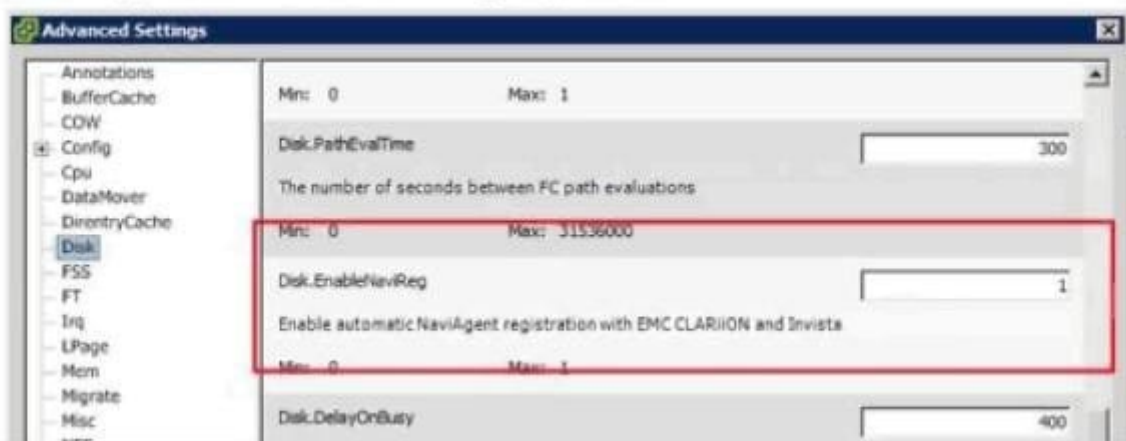 Advanced Settings
Annotations
BufferCache
COW
Config
Cpu
DataMover
DirentryCache
Disk
FSS
FT
Irq
LPage
Mem
Migrate
Misc
Min: 0 Max: 1
Disk.PathEvalTime 300
The number of seconds between FC path evaluations
Min: 0 Max: 31536000
Disk.EnableNaviReg 1
Enable automatic NaviAgent registration with EMC CLARiiON and Invista
Min: 0 Max: 1
Disk.DelayOnBusy 400